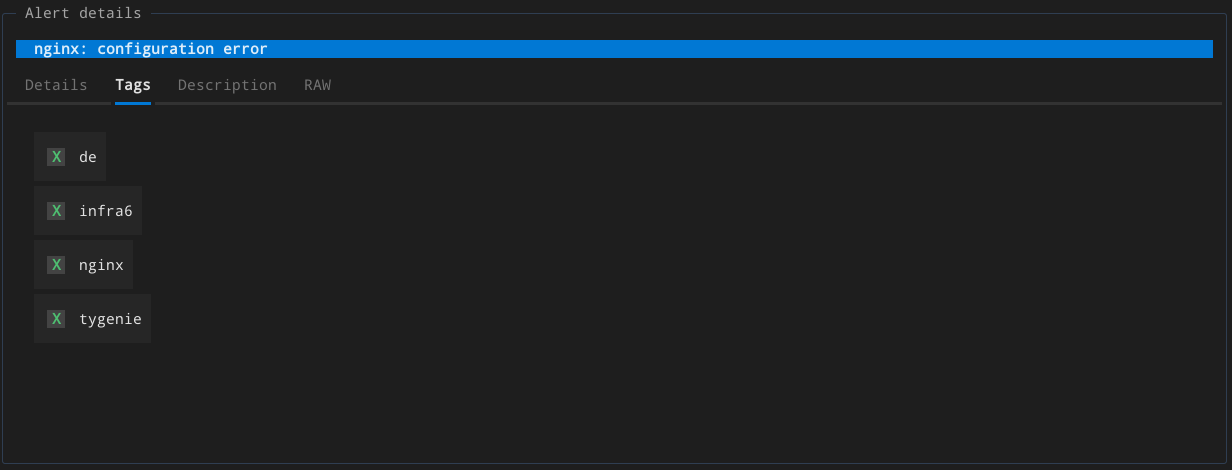 Alert details
nginx: configuration error
Details Tags Description RAW
X de
X infra6
X nginx
X tygenie